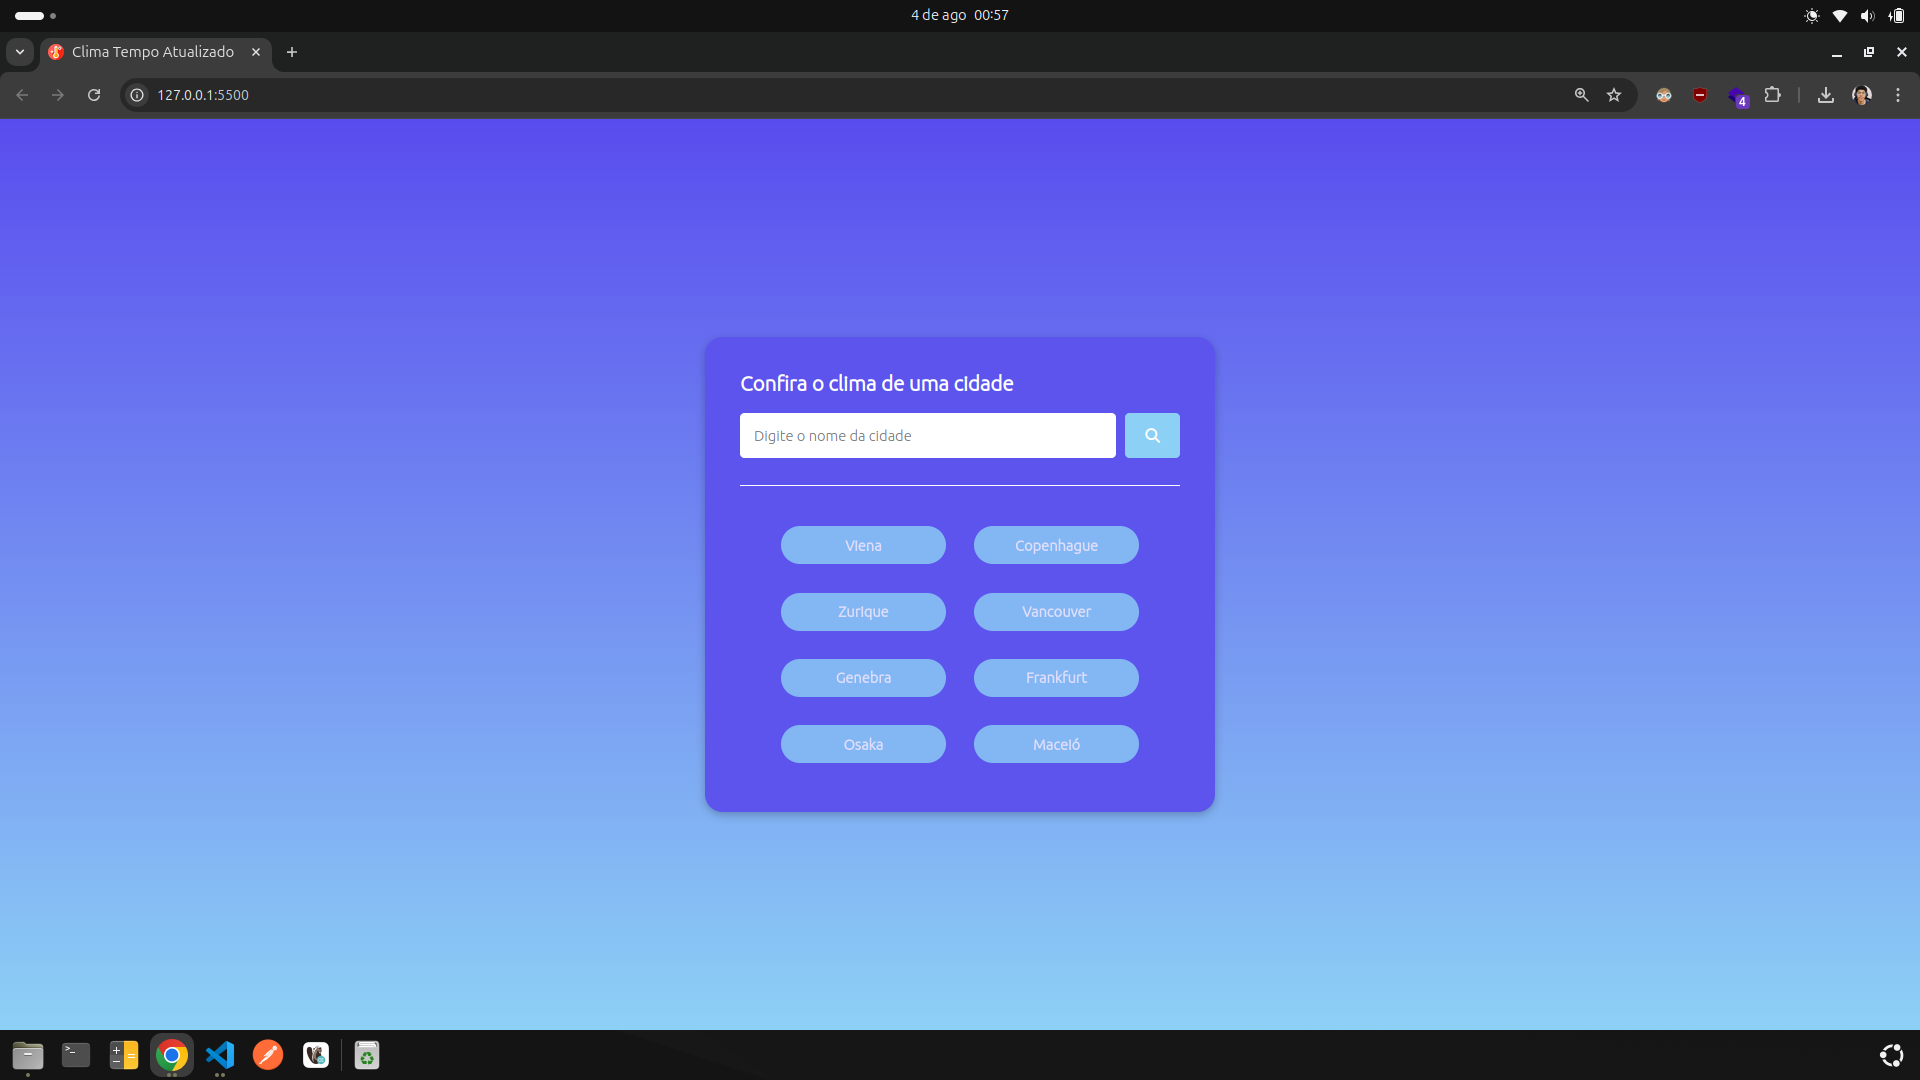 4 de ago 00:57
Clima Tempo Atualizado
127.0.0.1:5500
4
Confira o clima de uma cidade
Digite o nome da cidade
Viena Copenhague
Zurique Vancouver
Genebra Frankfurt
Osaka Maceió